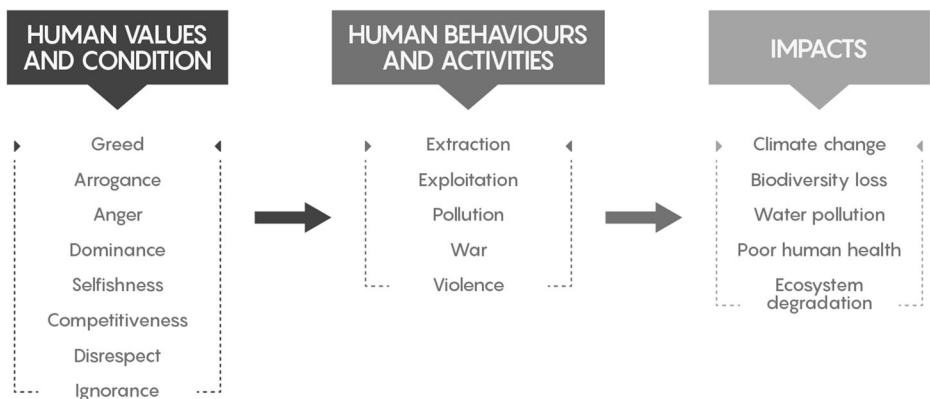 HUMAN VALUES
AND CONDITION
Greed
Arrogance
Anger
Dominance
Selfishness
Competitiveness
Disrespect
Ignorance
HUMAN BEHAVIOURS
AND ACTIVITIES
Extraction
Exploitation
Pollution
War
Violence
IMPACTS
Climate change
Biodiversity loss
Water pollution
Poor human health
Ecosystem
degradation